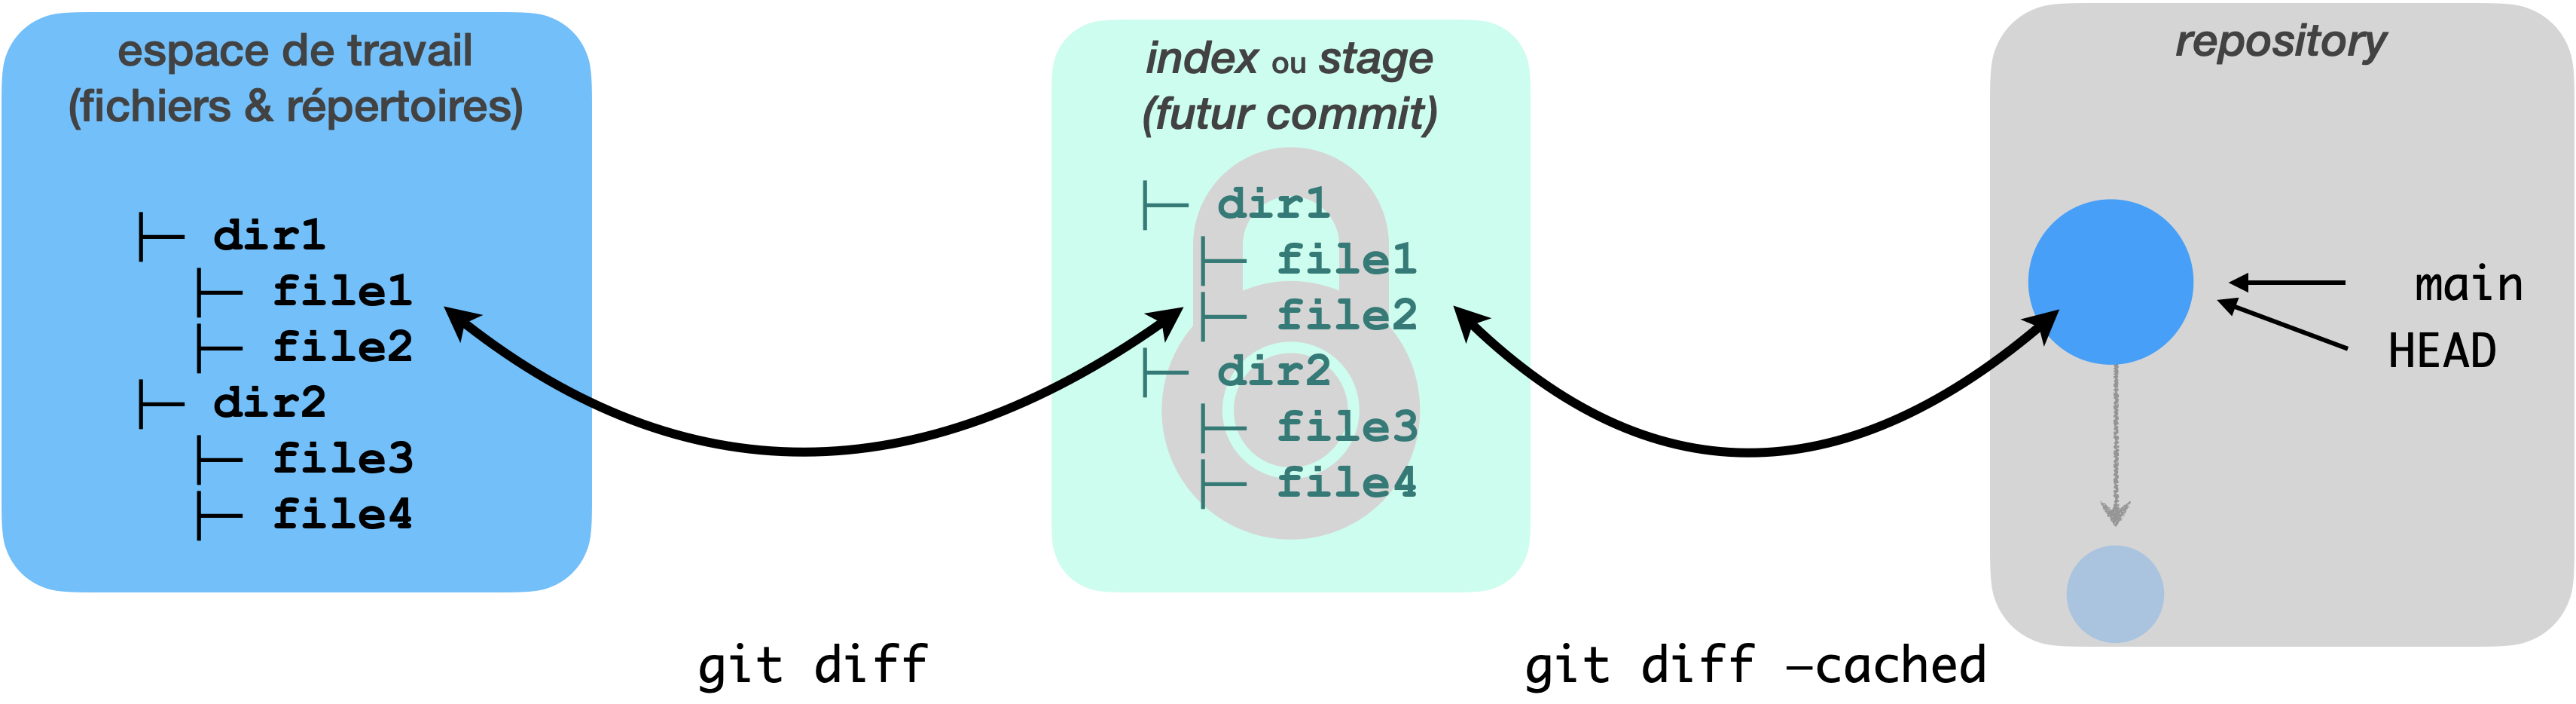 espace de travail
(fichiers & répertoires)
├─ dir1
├─ file1
├─ file2
├─ dir2
├─ file3
├─ file4
index ou stage
(futur commit)
├─ dir1
├─ file1
├─ file2
├─ dir2
├─ file3
├─ file4
repository
main
HEAD
git diff
git diff –cached